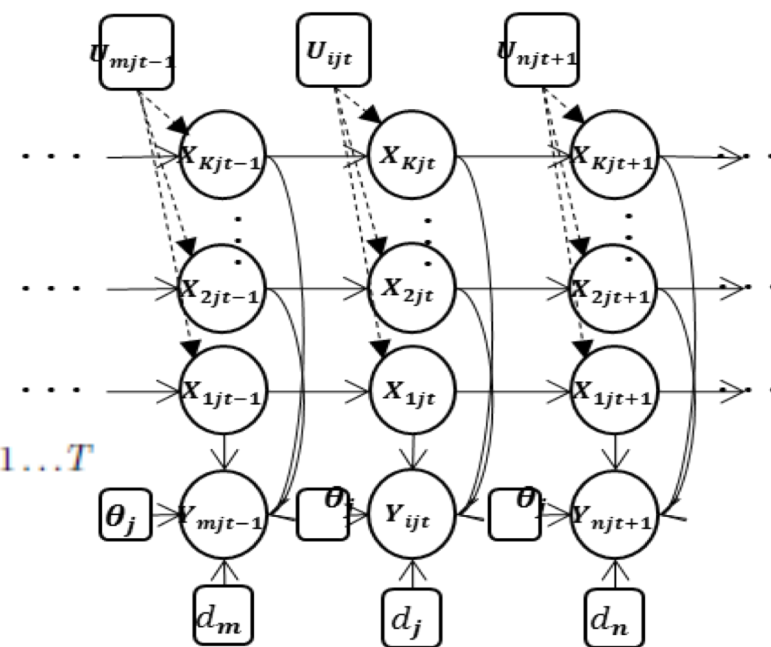 U_{mjt-1} U_{ijt} U_{njt+1}
. . . X_{Kjt-1} X_{Kjt} X_{Kjt+1} . . .
. . . X_{2jt-1} X_{2jt} X_{2jt+1} . . .
. . . X_{1jt-1} X_{1jt} X_{1jt+1} . . .
1…T
θ_j Y_{mjt-1} θ_j Y_{ijt} θ_j Y_{njt+1}
d_m d_j d_n